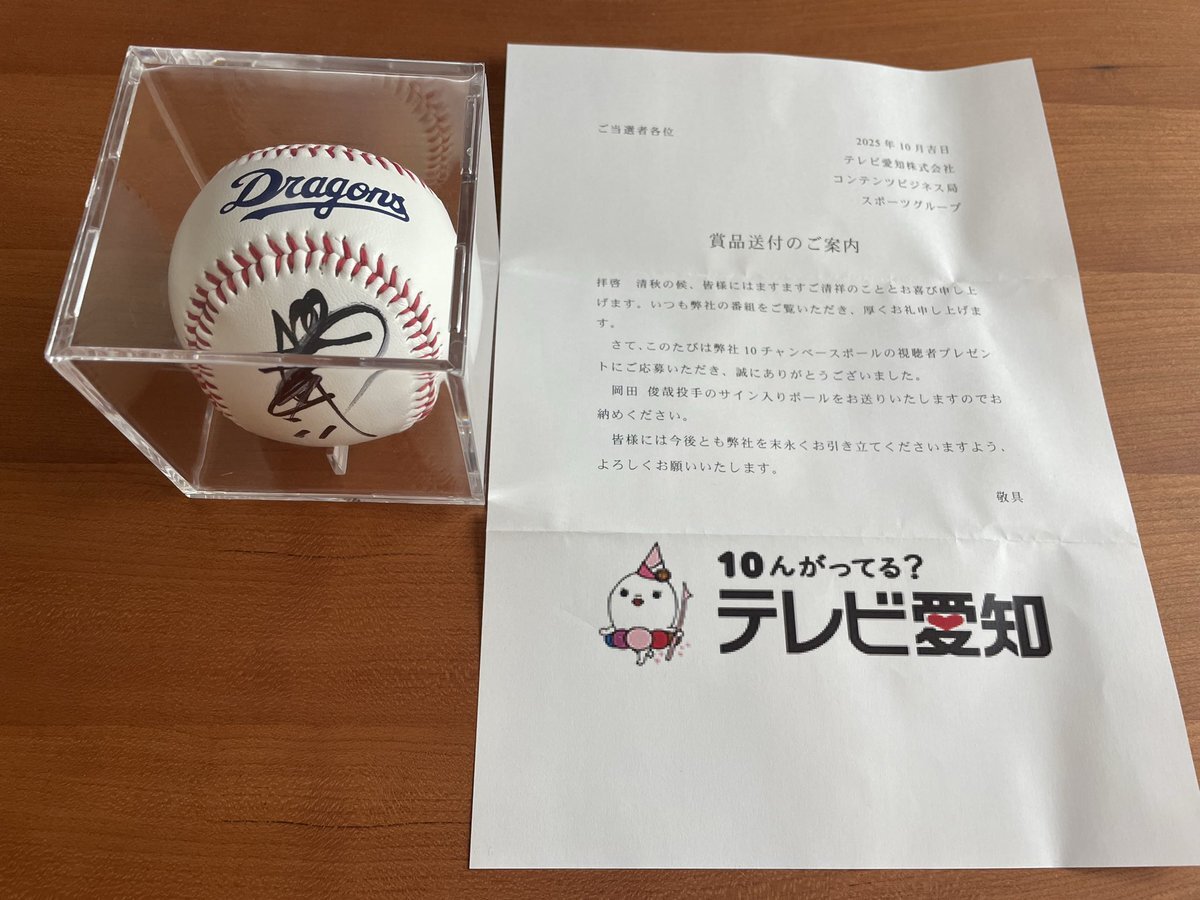 Dragons
ご当選者各位
2025年10月吉日
テレビ愛知株式会社
コンテンツビジネス局
スポーツグループ
賞品送付のご案内
拝啓　清秋の候、皆様にはますますご清祥のこととお喜び申し上
げます。いつも弊社の番組をご覧いただき、厚くお礼申し上げま
す。
さて、このたびは弊社10チャンベースボールの視聴者プレゼン
トにご応募いただき、誠にありがとうございました。
岡田 俊哉投手のサイン入りボールをお送りいたしますのでお
納めください。
皆様には今後とも弊社を末永くお引き立てくださいますよう、
よろしくお願いいたします。
敬具
10んがってる?
テレビ愛知